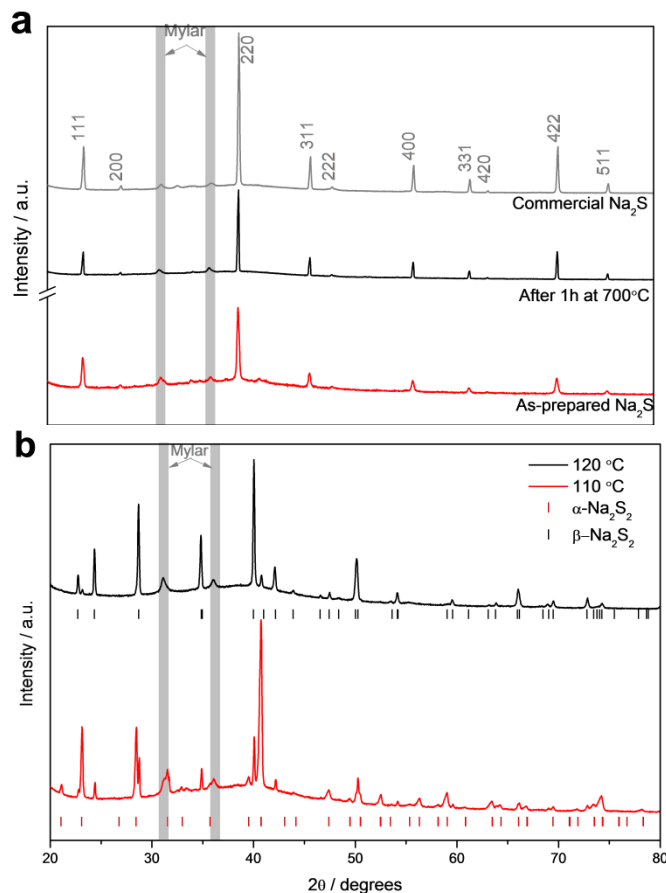 a
Mylar
111
200
220
311
222
400
331
420
422
511
Commercial Na₂S
After 1h at 700°C
As-prepared Na₂S
Intensity / a.u.
b
Mylar
120 °C
110 °C
α-Na₂S₂
β–Na₂S₂
Intensity / a.u.
20 30 40 50 60 70 80
2θ / degrees